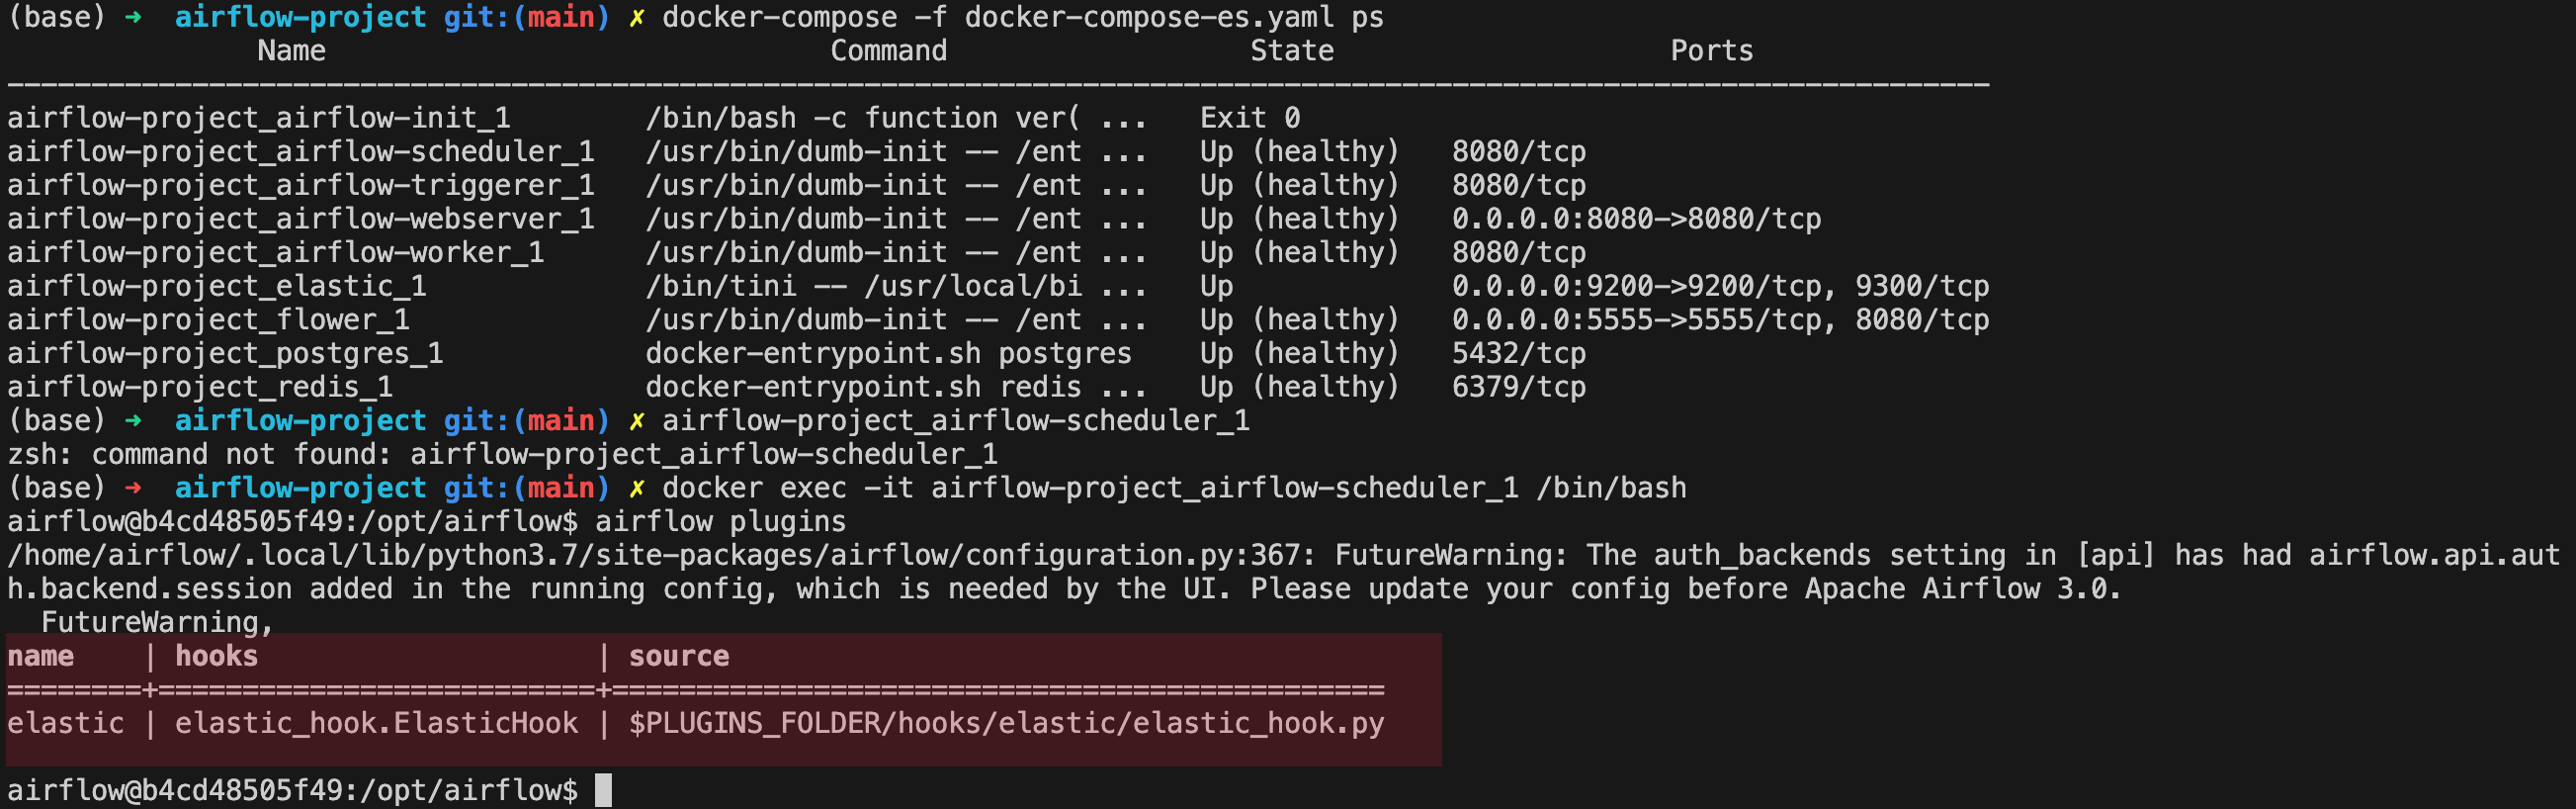 (base) ➜  airflow-project git:(main) ✗ docker-compose -f docker-compose-es.yaml ps
               Name                              Command                  State                    Ports
----------------------------------------------------------------------------------------------------------------------
airflow-project_airflow-init_1        /bin/bash -c function ver( ...   Exit 0
airflow-project_airflow-scheduler_1   /usr/bin/dumb-init -- /ent ...   Up (healthy)   8080/tcp
airflow-project_airflow-triggerer_1   /usr/bin/dumb-init -- /ent ...   Up (healthy)   8080/tcp
airflow-project_airflow-webserver_1   /usr/bin/dumb-init -- /ent ...   Up (healthy)   0.0.0.0:8080->8080/tcp
airflow-project_airflow-worker_1      /usr/bin/dumb-init -- /ent ...   Up (healthy)   8080/tcp
airflow-project_elastic_1             /bin/tini -- /usr/local/bi ...   Up             0.0.0.0:9200->9200/tcp, 9300/tcp
airflow-project_flower_1              /usr/bin/dumb-init -- /ent ...   Up (healthy)   0.0.0.0:5555->5555/tcp, 8080/tcp
airflow-project_postgres_1            docker-entrypoint.sh postgres    Up (healthy)   5432/tcp
airflow-project_redis_1               docker-entrypoint.sh redis ...   Up (healthy)   6379/tcp
(base) ➜  airflow-project git:(main) ✗ airflow-project_airflow-scheduler_1
zsh: command not found: airflow-project_airflow-scheduler_1
(base) ➜  airflow-project git:(main) ✗ docker exec -it airflow-project_airflow-scheduler_1 /bin/bash
airflow@b4cd48505f49:/opt/airflow$ airflow plugins
/home/airflow/.local/lib/python3.7/site-packages/airflow/configuration.py:367: FutureWarning: The auth_backends setting in [api] has had airflow.api.aut
h.backend.session added in the running config, which is needed by the UI. Please update your config before Apache Airflow 3.0.
  FutureWarning,
name    | hooks                    | source
========+==========================+==============================================
elastic | elastic_hook.ElasticHook | $PLUGINS_FOLDER/hooks/elastic/elastic_hook.py
airflow@b4cd48505f49:/opt/airflow$